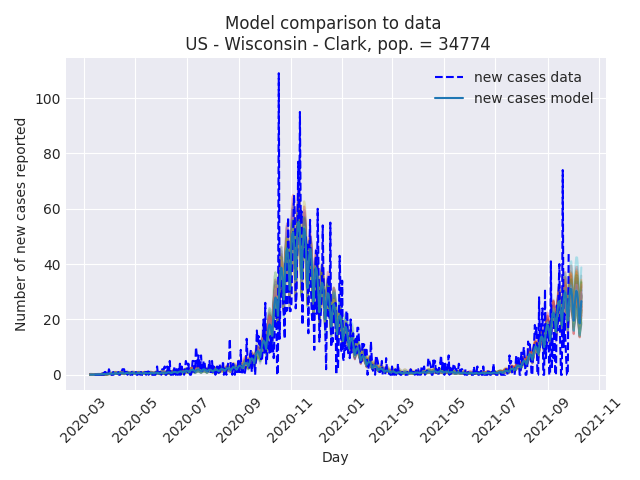 Model comparison to data
US - Wisconsin - Clark, pop. = 34774
new cases data
new cases model
Number of new cases reported
100
80
60
40
20
0
2020-03
2020-05
2020-07
2020-09
2020-11
2021-01
2021-03
2021-05
2021-07
2021-09
2021-11
Day